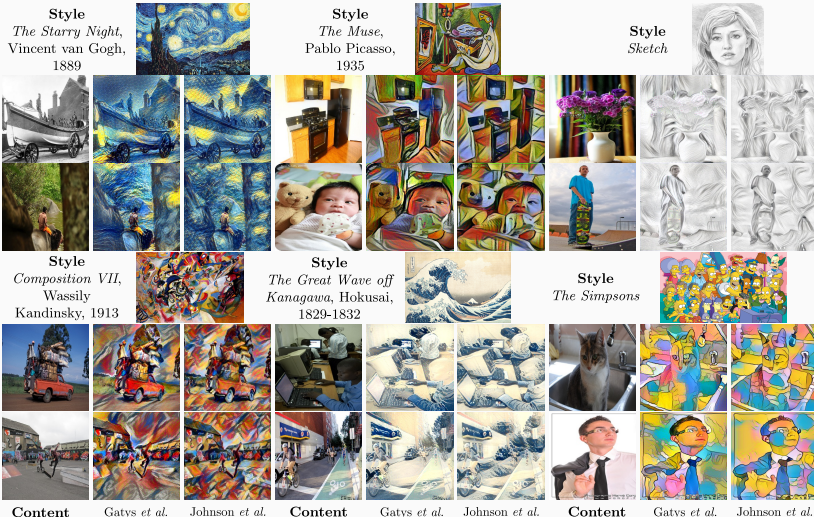 Style
The Starry Night,
Vincent van Gogh,
1889
Style
The Muse,
Pablo Picasso,
1935
Style
Sketch
Style
Composition VII,
Wassily
Kandinsky, 1913
Style
The Great Wave off
Kanagawa, Hokusai,
1829-1832
Style
The Simpsons
Content
Gatys et al.
Johnson et al.
Content
Gatys et al.
Johnson et al.
Content
Gatys et al.
Johnson et al.